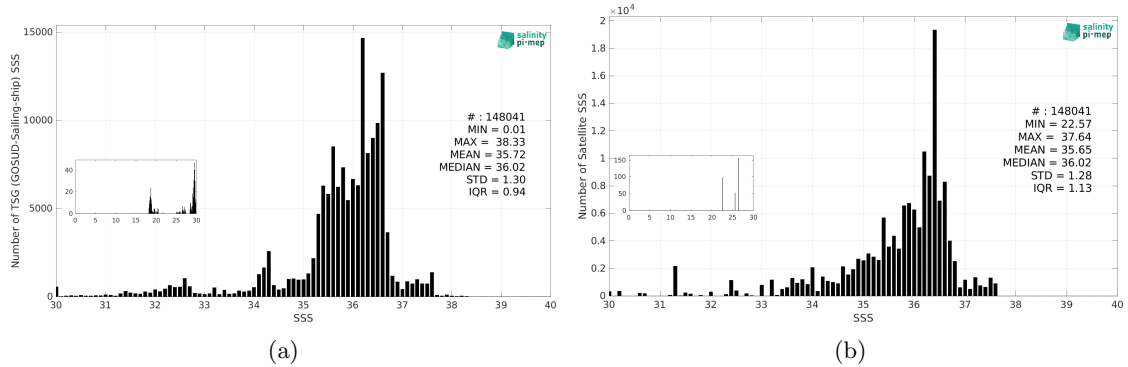 15000
10000
5000
0
Number of TSG (GOSUD-Sailing-ship) SSS
salinity
pi-mep
# : 148041
MIN = 0.01
MAX = 38.33
MEAN = 35.72
MEDIAN = 36.02
STD = 1.30
IQR = 0.94
40
20
0
0 5 10 15 20 25 30
30 31 32 33 34 35 36 37 38 39 40
SSS
(a)
×10⁴
2
1.8
1.6
1.4
1.2
1
0.8
0.6
0.4
0.2
0
Number of Satellite SSS
salinity
pi-mep
# : 148041
MIN = 22.57
MAX = 37.64
MEAN = 35.65
MEDIAN = 36.02
STD = 1.28
IQR = 1.13
150
100
50
0
0 5 10 15 20 25 30
30 31 32 33 34 35 36 37 38 39 40
SSS
(b)